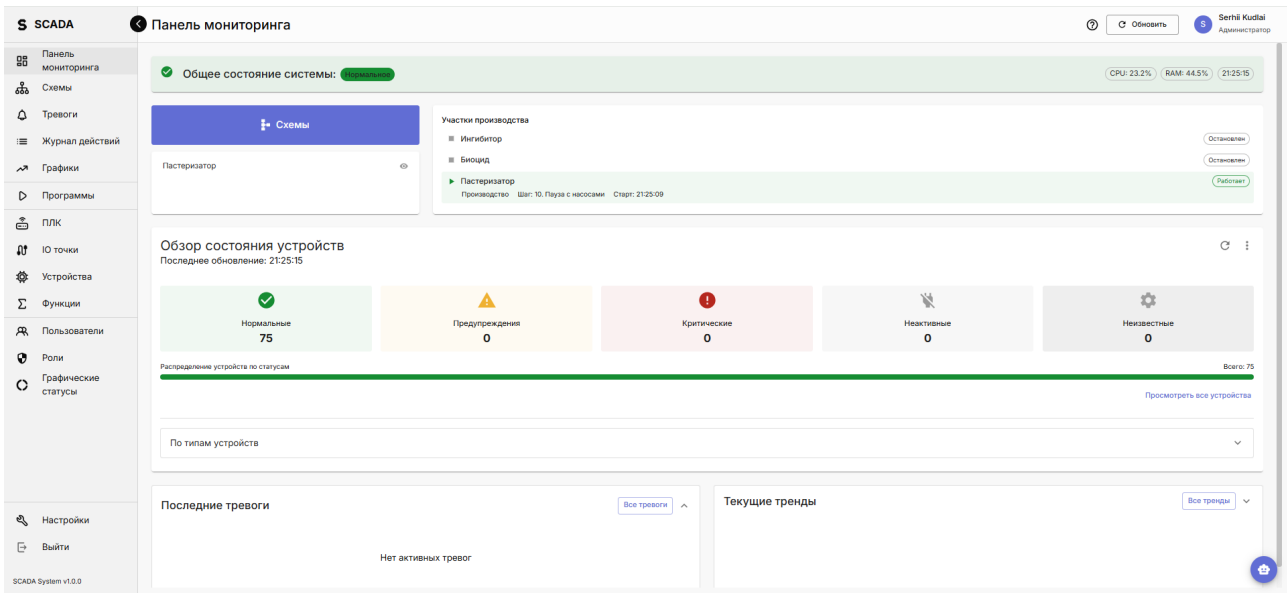 S SCADA
Панель мониторинга
Обновить
S
Serhii Kudlai
Администратор
Панель
мониторинга
Схемы
Тревоги
Журнал действий
Графики
Программы
ПЛК
IO точки
Устройства
Функции
Пользователи
Роли
Графические
статусы
Настройки
Выйти
SCADA System v1.0.0
Общее состояние системы: Нормальное
CPU: 23.2% RAM: 44.5% 21:25:15
Схемы
Пастеризатор
Участки производства
Ингибитор Остановлен
Биоцид Остановлен
Пастеризатор Работает
Производство Шаг: 10. Пауза с насосами Старт: 21:25:09
Обзор состояния устройств
Последнее обновление: 21:25:15
Нормальные
75
Предупреждения
0
Критические
0
Неактивные
0
Неизвестные
0
Распределение устройств по статусам Всего: 75
Просмотреть все устройства
По типам устройств
Последние тревоги Все тревоги
Нет активных тревог
Текущие тренды Все тренды